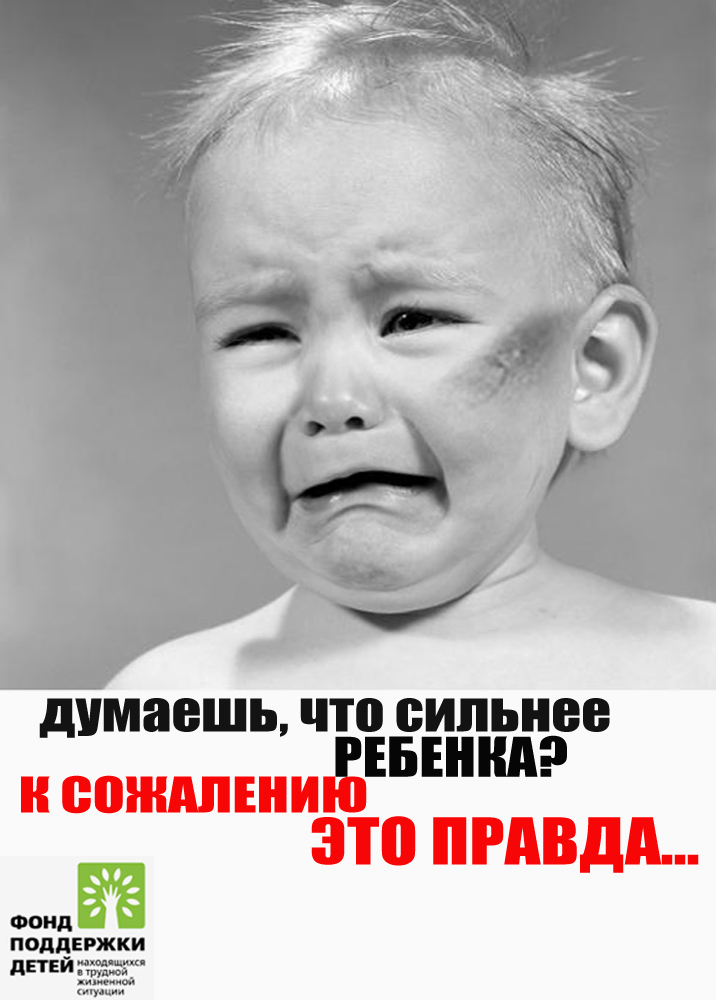 думаешь, что сильнее
РЕБЕНКА?
К СОЖАЛЕНИЮ
ЭТО ПРАВДА...
ФОНД
ПОДДЕРЖКИ
ДЕТЕЙ находящихся
в трудной
жизненной
ситуации